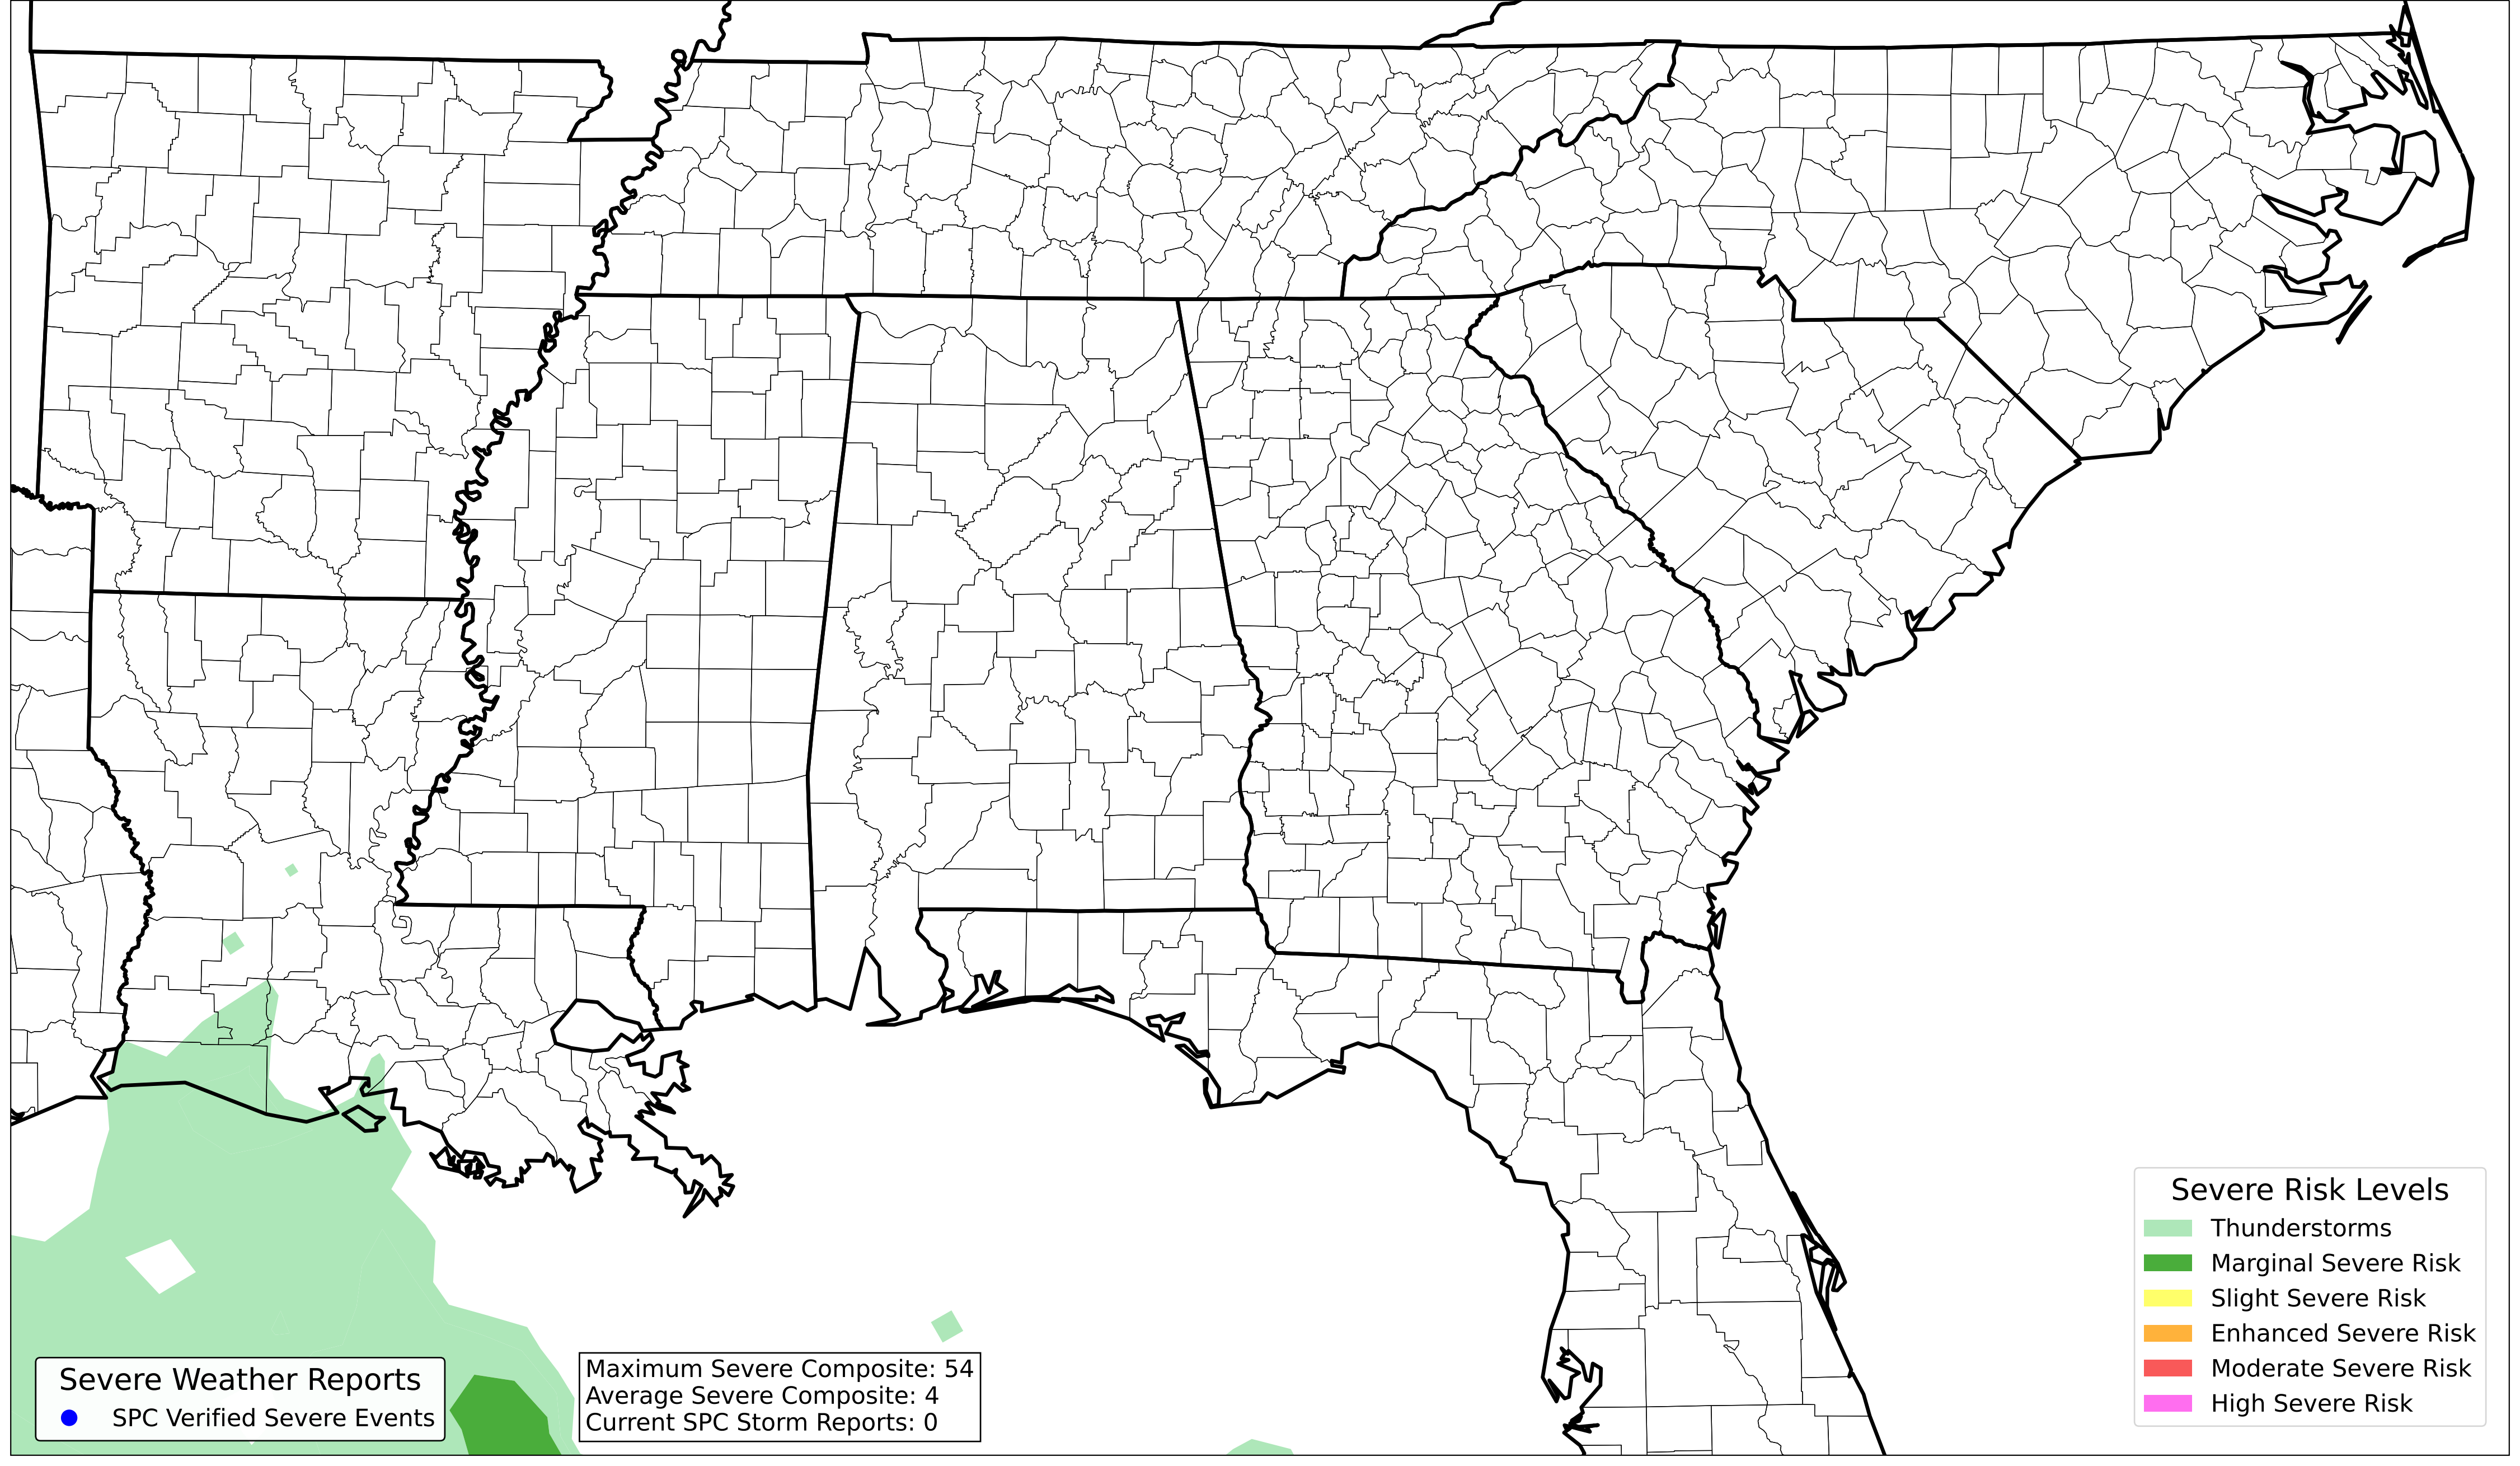 Severe Weather Reports
SPC Verified Severe Events
Maximum Severe Composite: 54
Average Severe Composite: 4
Current SPC Storm Reports: 0
Severe Risk Levels
Thunderstorms
Marginal Severe Risk
Slight Severe Risk
Enhanced Severe Risk
Moderate Severe Risk
High Severe Risk